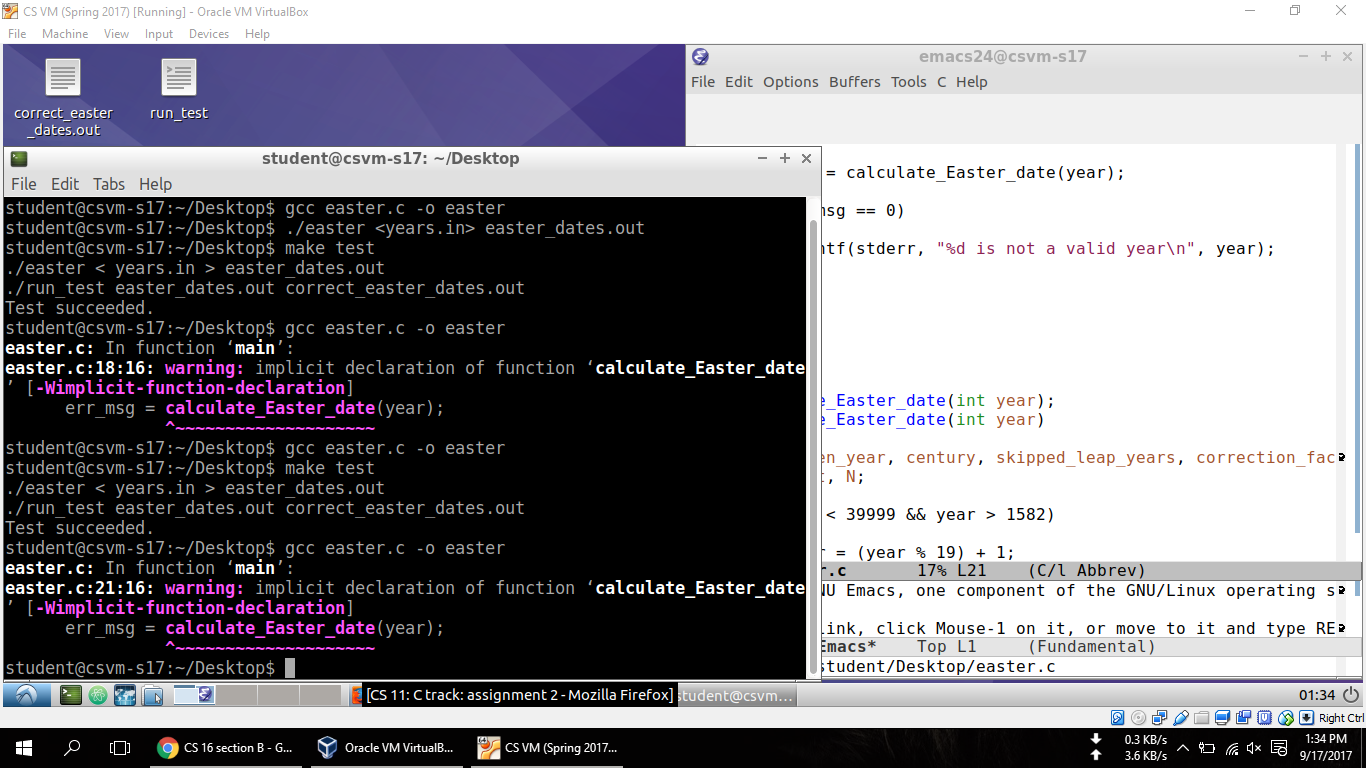 CS VM (Spring 2017) [Running] - Oracle VM VirtualBox
File Machine View Input Devices Help
correct_easter
_dates.out
run_test
emacs24@csvm-s17
File Edit Options Buffers Tools C Help
= calculate_Easter_date(year);
msg == 0)
ntf(stderr, "%d is not a valid year\n", year);
e_Easter_date(int year);
e_Easter_date(int year)
en_year, century, skipped_leap_years, correction_fac
, N;
< 39999 && year > 1582)
r = (year % 19) + 1;
r.c 17% L21 (C/l Abbrev)
NU Emacs, one component of the GNU/Linux operating s
link, click Mouse-1 on it, or move to it and type RE
Emacs* Top L1 (Fundamental)
student/Desktop/easter.c
student@csvm-s17: ~/Desktop
File Edit Tabs Help
student@csvm-s17:~/Desktop$ gcc easter.c -o easter
student@csvm-s17:~/Desktop$ ./easter <years.in> easter_dates.out
student@csvm-s17:~/Desktop$ make test
./easter < years.in > easter_dates.out
./run_test easter_dates.out correct_easter_dates.out
Test succeeded.
student@csvm-s17:~/Desktop$ gcc easter.c -o easter
easter.c: In function ‘main’:
easter.c:18:16: warning: implicit declaration of function ‘calculate_Easter_date
’ [-Wimplicit-function-declaration]
err_msg = calculate_Easter_date(year);
^~~~~~~~~~~~~~~~~~~~~
student@csvm-s17:~/Desktop$ gcc easter.c -o easter
student@csvm-s17:~/Desktop$ make test
./easter < years.in > easter_dates.out
./run_test easter_dates.out correct_easter_dates.out
Test succeeded.
student@csvm-s17:~/Desktop$ gcc easter.c -o easter
easter.c: In function ‘main’:
easter.c:21:16: warning: implicit declaration of function ‘calculate_Easter_date
’ [-Wimplicit-function-declaration]
err_msg = calculate_Easter_date(year);
^~~~~~~~~~~~~~~~~~~~~
student@csvm-s17:~/Desktop$
[CS 11: C track: assignment 2 - Mozilla Firefox]
student@csvm...
01:34
Right Ctrl
CS 16 section B - G...
Oracle VM VirtualB...
CS VM (Spring 2017...
0.3 KB/s
3.6 KB/s
1:34 PM
9/17/2017